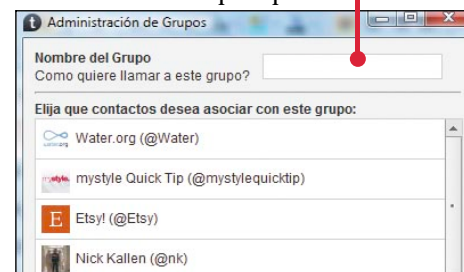 Administración de Grupos
Nombre del Grupo
Como quiere llamar a este grupo?
Elija que contactos desea asociar con este grupo:
Water.org (@Water)
mystyle Quick Tip (@mystylequicktip)
E Etsy! (@Etsy)
Nick Kallen (@nk)